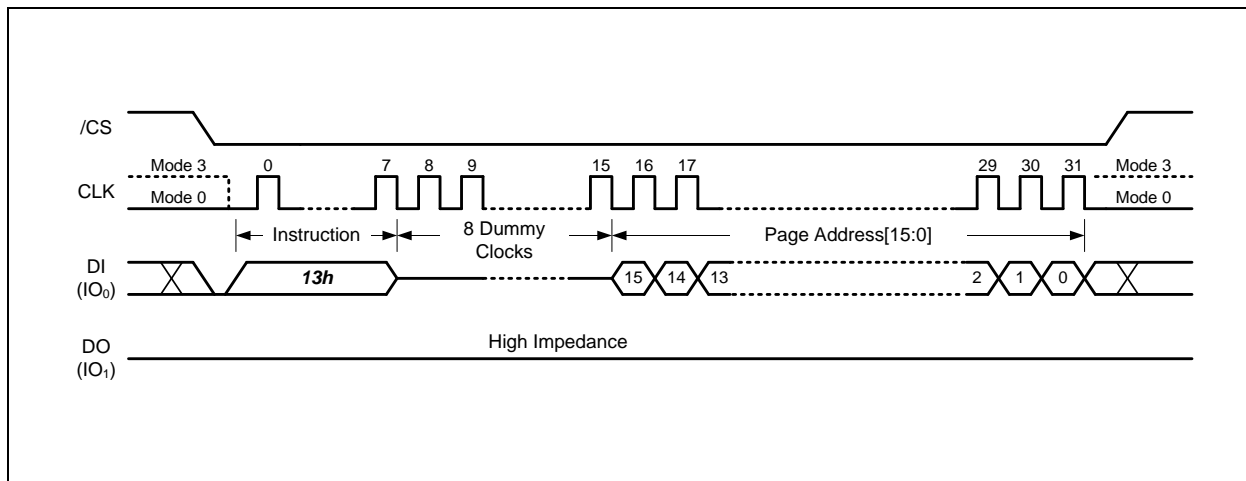 /CS
Mode 3
0
7
8
9
15
16
17
29
30
31
Mode 3
CLK
Mode 0
Mode 0
Instruction
8 Dummy
Clocks
Page Address[15:0]
DI
(IO₀)
13h
15
14
13
2
1
0
High Impedance
DO
(IO₁)